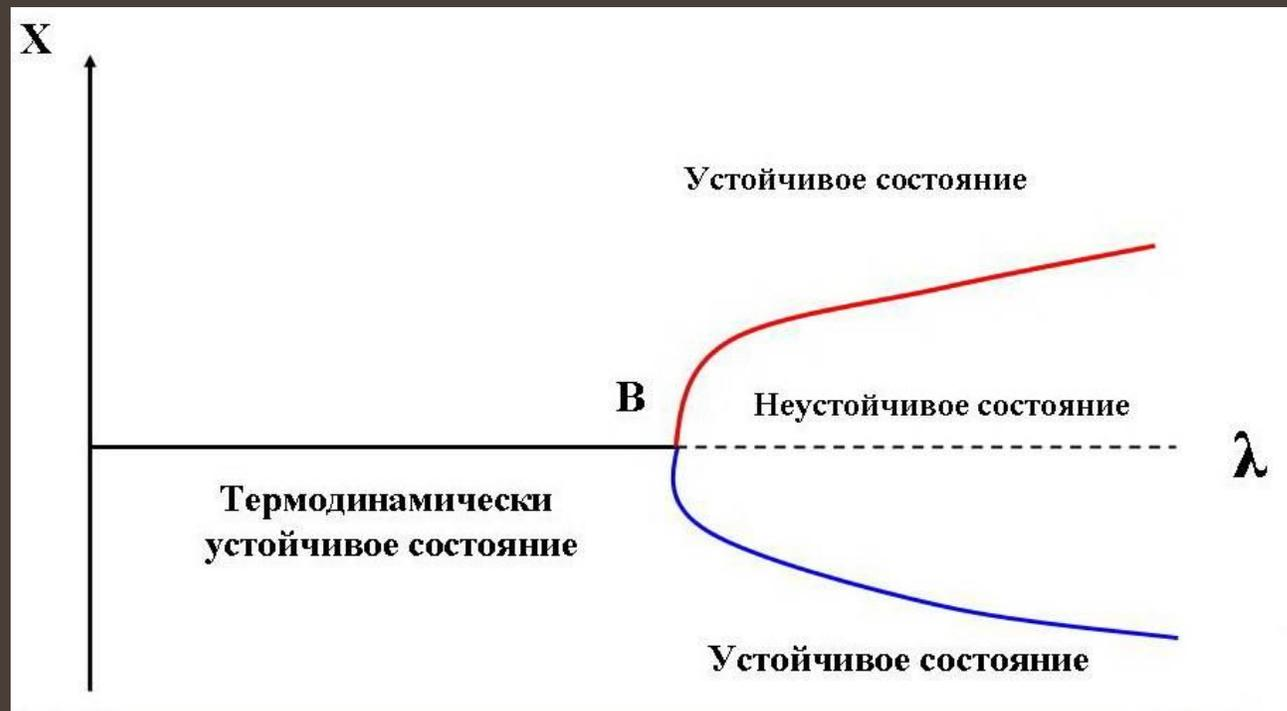 X
Устойчивое состояние
B
Неустойчивое состояние
λ
Термодинамически
устойчивое состояние
Устойчивое состояние